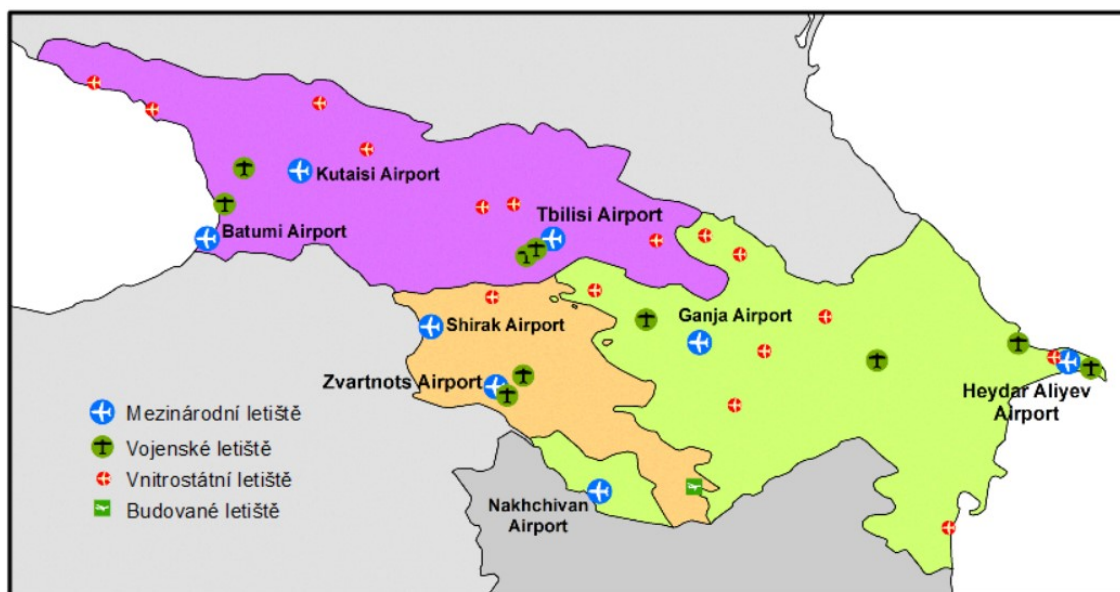 Kutaisi Airport
Batumi Airport
Tbilisi Airport
Shirak Airport
Ganja Airport
Zvartnots Airport
Heydar Aliyev
Airport
Nakhchivan
Airport
Mezinárodní letiště
Vojenské letiště
Vnitrostátní letiště
Budované letiště